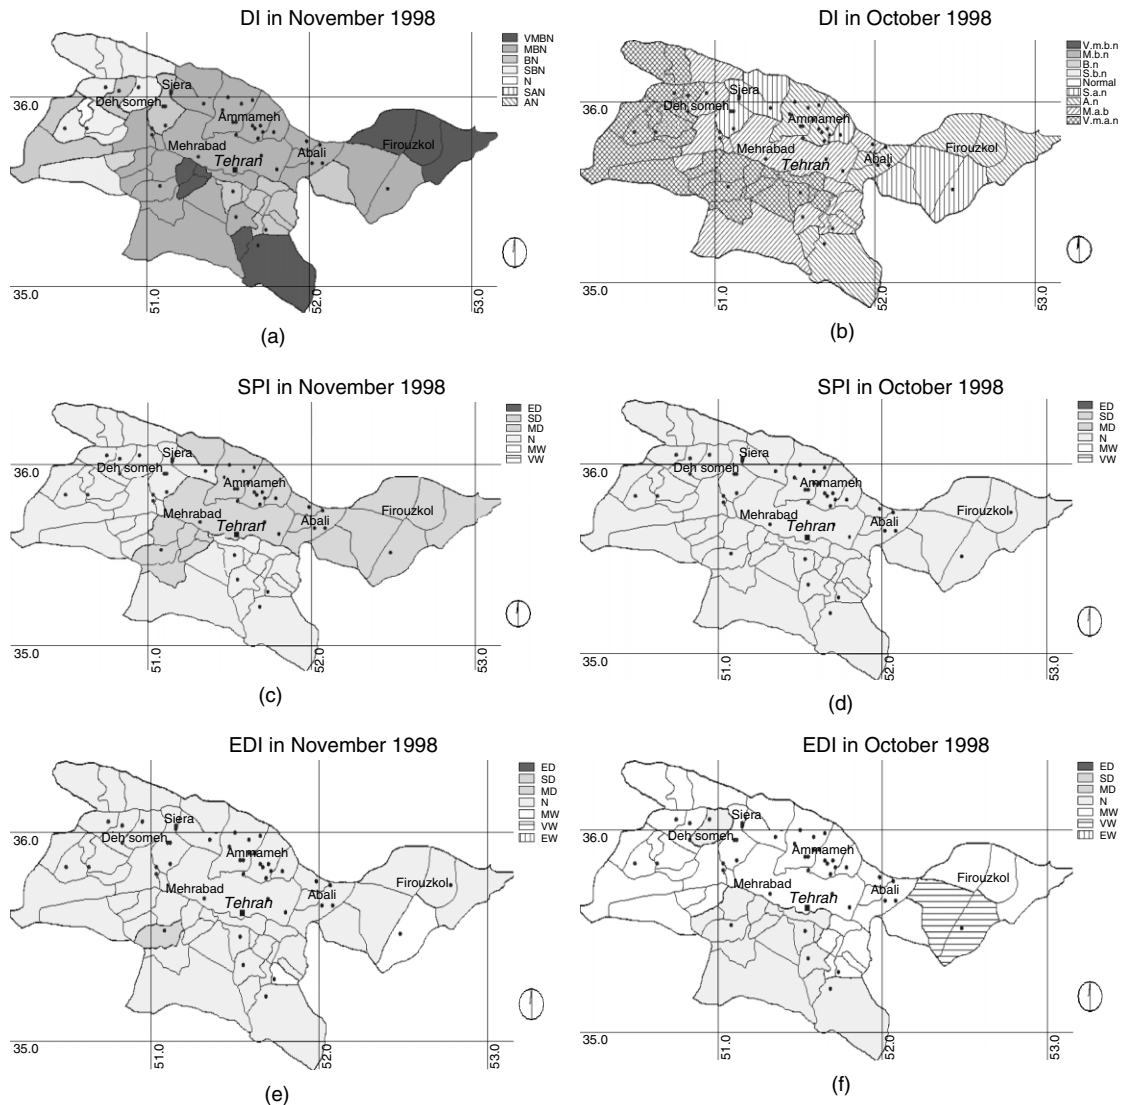 DI in November 1998
VMBN
MBN
BN
SBN
N
SAN
AN
36.0
Sjera
Deh someh
Ammameh
Mehrabad
Tehran
Abali
Firouzkol
35.0
51.0
52.0
53.0
(a)
DI in October 1998
V.m.b.n
M.b.n
B.n
S.b.n
Normal
S.a.n
A.n
M.a.b
V.m.a.n
36.0
Sjera
Deh someh
Ammameh
Mehrabad
Tehran
Abali
Firouzkol
35.0
51.0
52.0
53.0
(b)
SPI in November 1998
ED
SD
MD
N
MW
VW
36.0
Sjera
Deh someh
Ammameh
Mehrabad
Tehran
Abali
Firouzkol
35.0
51.0
52.0
53.0
(c)
SPI in October 1998
ED
SD
MD
N
MW
VW
36.0
Sjera
Deh someh
Ammameh
Mehrabad
Tehran
Abali
Firouzkol
35.0
51.0
52.0
53.0
(d)
EDI in November 1998
ED
SD
MD
N
MW
VW
EW
36.0
Sjera
Deh someh
Ammameh
Mehrabad
Tehran
Abali
Firouzkol
35.0
51.0
52.0
53.0
(e)
EDI in October 1998
ED
SD
MD
N
MW
VW
EW
36.0
Sjera
Deh someh
Ammameh
Mehrabad
Tehran
Abali
Firouzkol
35.0
51.0
52.0
53.0
(f)